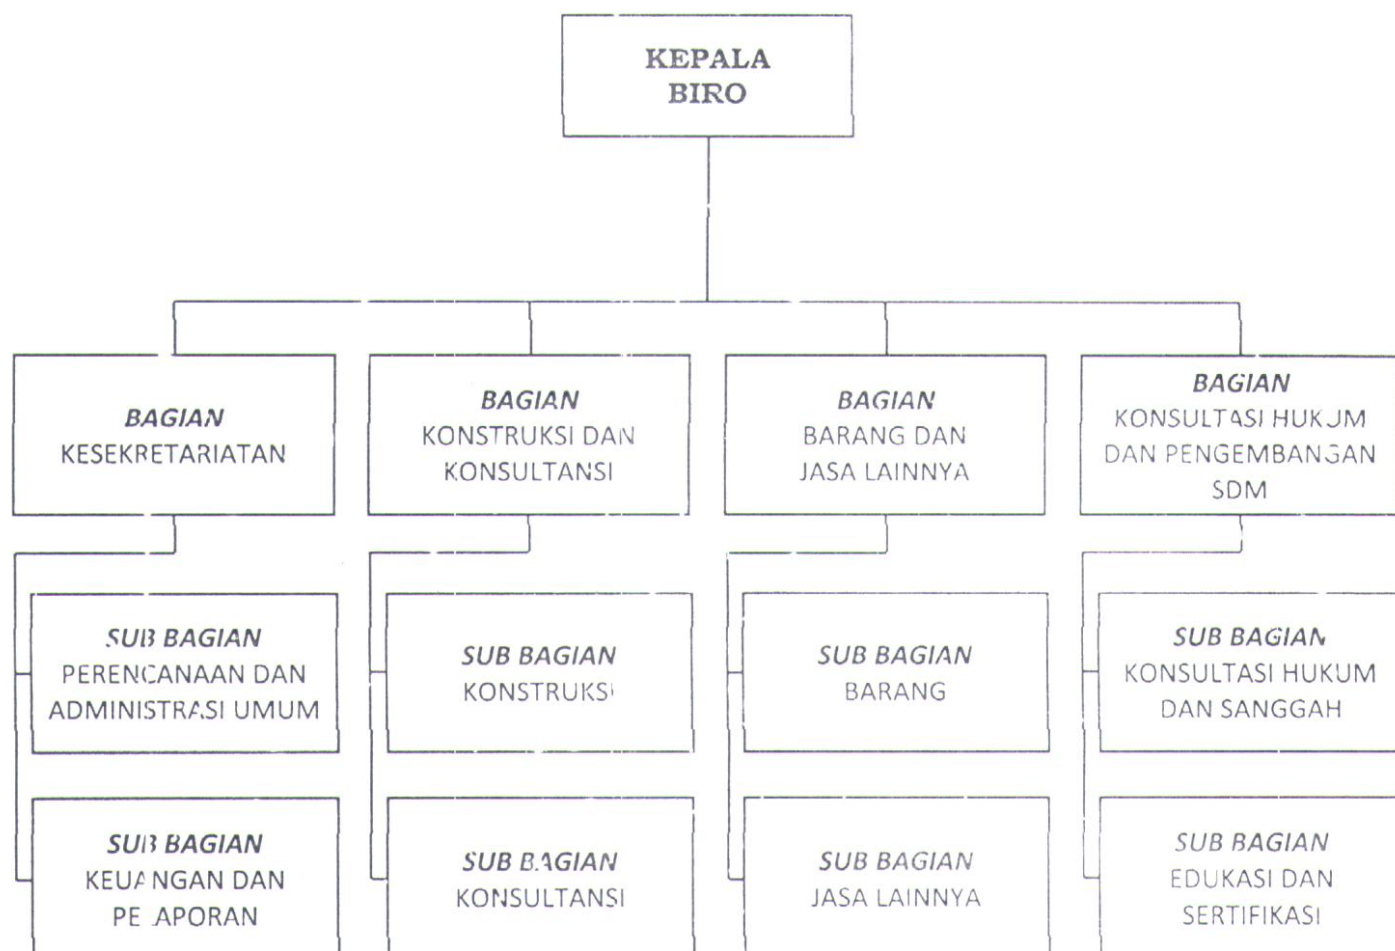 KEPALA
BIRO
BAGIAN
KESEKRETARIATAN
BAGIAN
KONSTRUKSI DAN
KONSULTANSI
BAGIAN
BARANG DAN
JASA LAINNYA
BAGIAN
KONSULTASI HUKUM
DAN PENGEMBANGAN
SDM
SUB BAGIAN
PERENCANAAN DAN
ADMINISTRASI UMUM
SUB BAGIAN
KONSTRUKSI
SUB BAGIAN
BARANG
SUB BAGIAN
KONSULTASI HUKUM
DAN SANGGAH
SUB BAGIAN
KEUANGAN DAN
PELAPORAN
SUB BAGIAN
KONSULTANSI
SUB BAGIAN
JASA LAINNYA
SUB BAGIAN
EDUKASI DAN
SERTIFIKASI